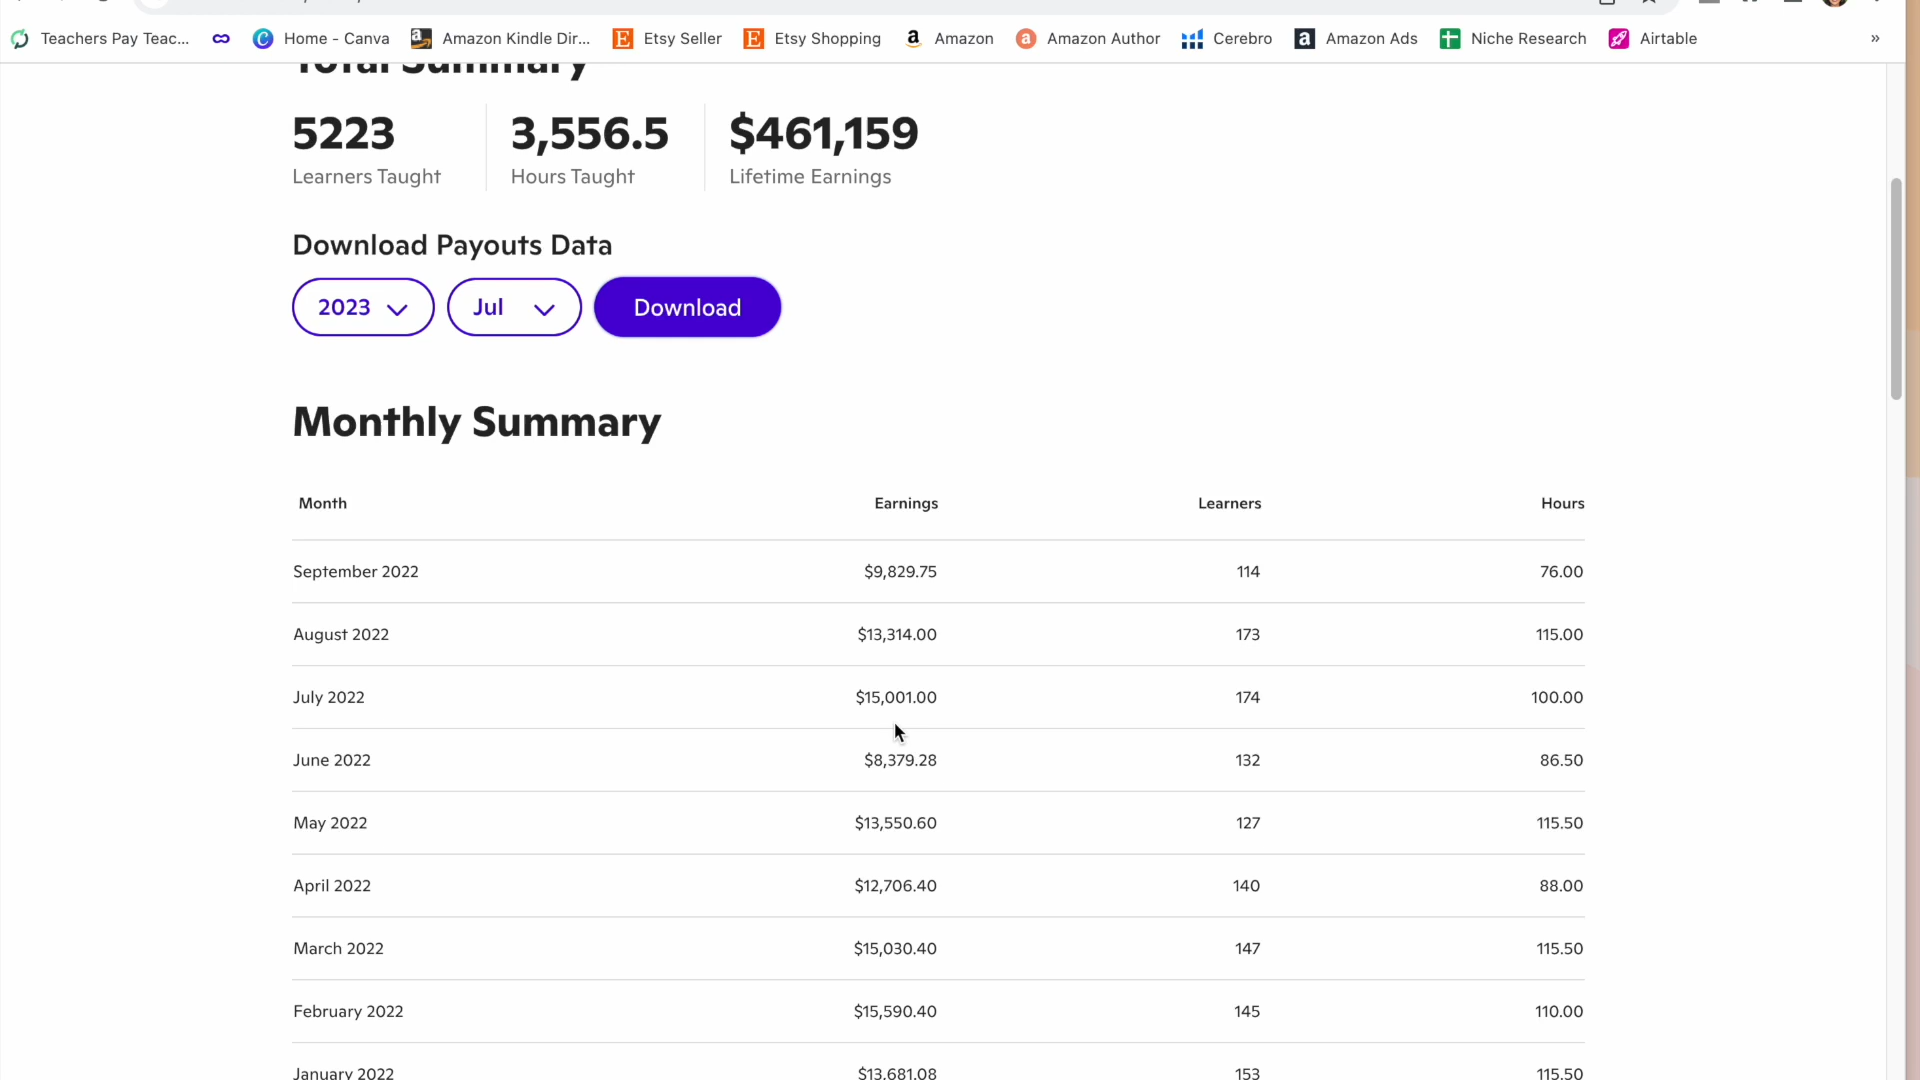 Teachers Pay Teac... Home - Canva Amazon Kindle Dir... Etsy Seller Etsy Shopping Amazon Amazon Author Cerebro Amazon Ads Niche Research Airtable »
Total Summary
5223 3,556.5 $461,159
Learners Taught Hours Taught Lifetime Earnings
Download Payouts Data
2023 Jul Download
Monthly Summary
Month Earnings Learners Hours
September 2022 $9,829.75 114 76.00
August 2022 $13,314.00 173 115.00
July 2022 $15,001.00 174 100.00
June 2022 $8,379.28 132 86.50
May 2022 $13,550.60 127 115.50
April 2022 $12,706.40 140 88.00
March 2022 $15,030.40 147 115.50
February 2022 $15,590.40 145 110.00
January 2022 $13,681.08 153 115.50